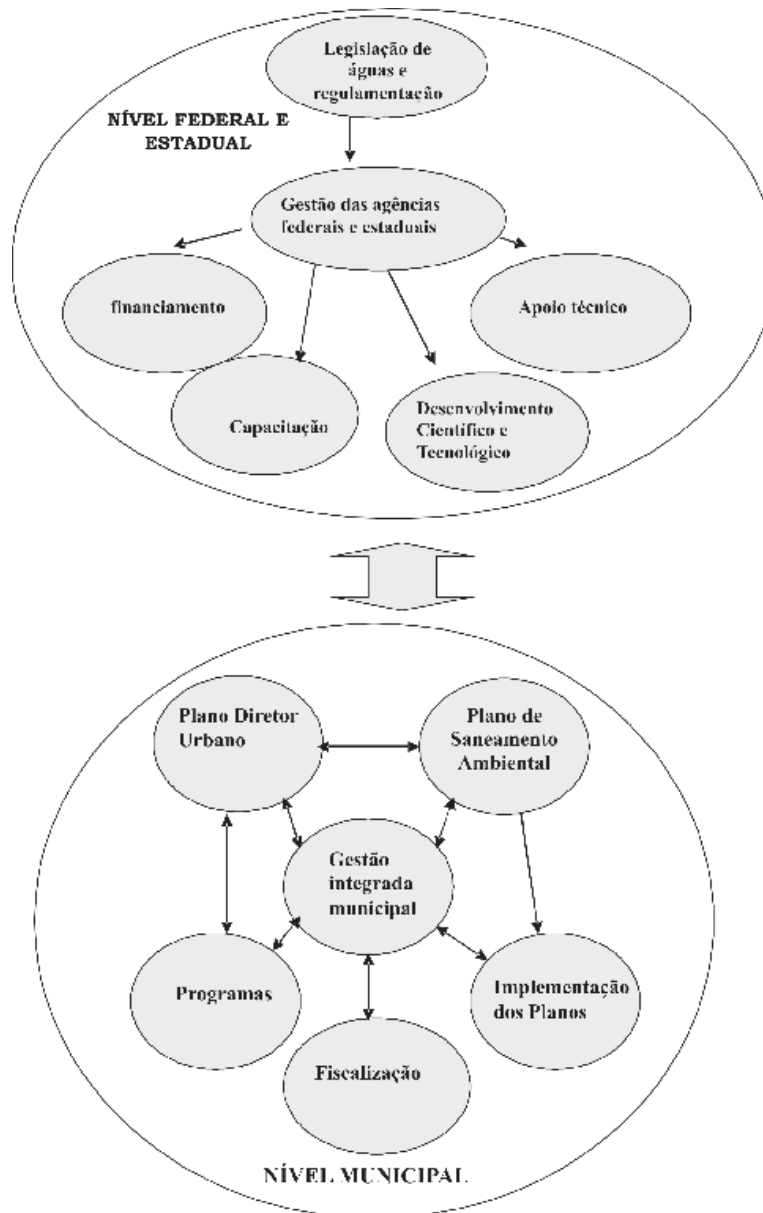 Legislação de
águas e
regulamentação
NÍVEL FEDERAL E
ESTADUAL
Gestão das agências
federais e estaduais
financiamento
Apoio técnico
Capacitação
Desenvolvimento
Científico e
Tecnológico
Plano Diretor
Urbano
Plano de
Saneamento
Ambiental
Gestão
integrada
municipal
Programas
Implementação
dos Planos
Fiscalização
NÍVEL MUNICIPAL